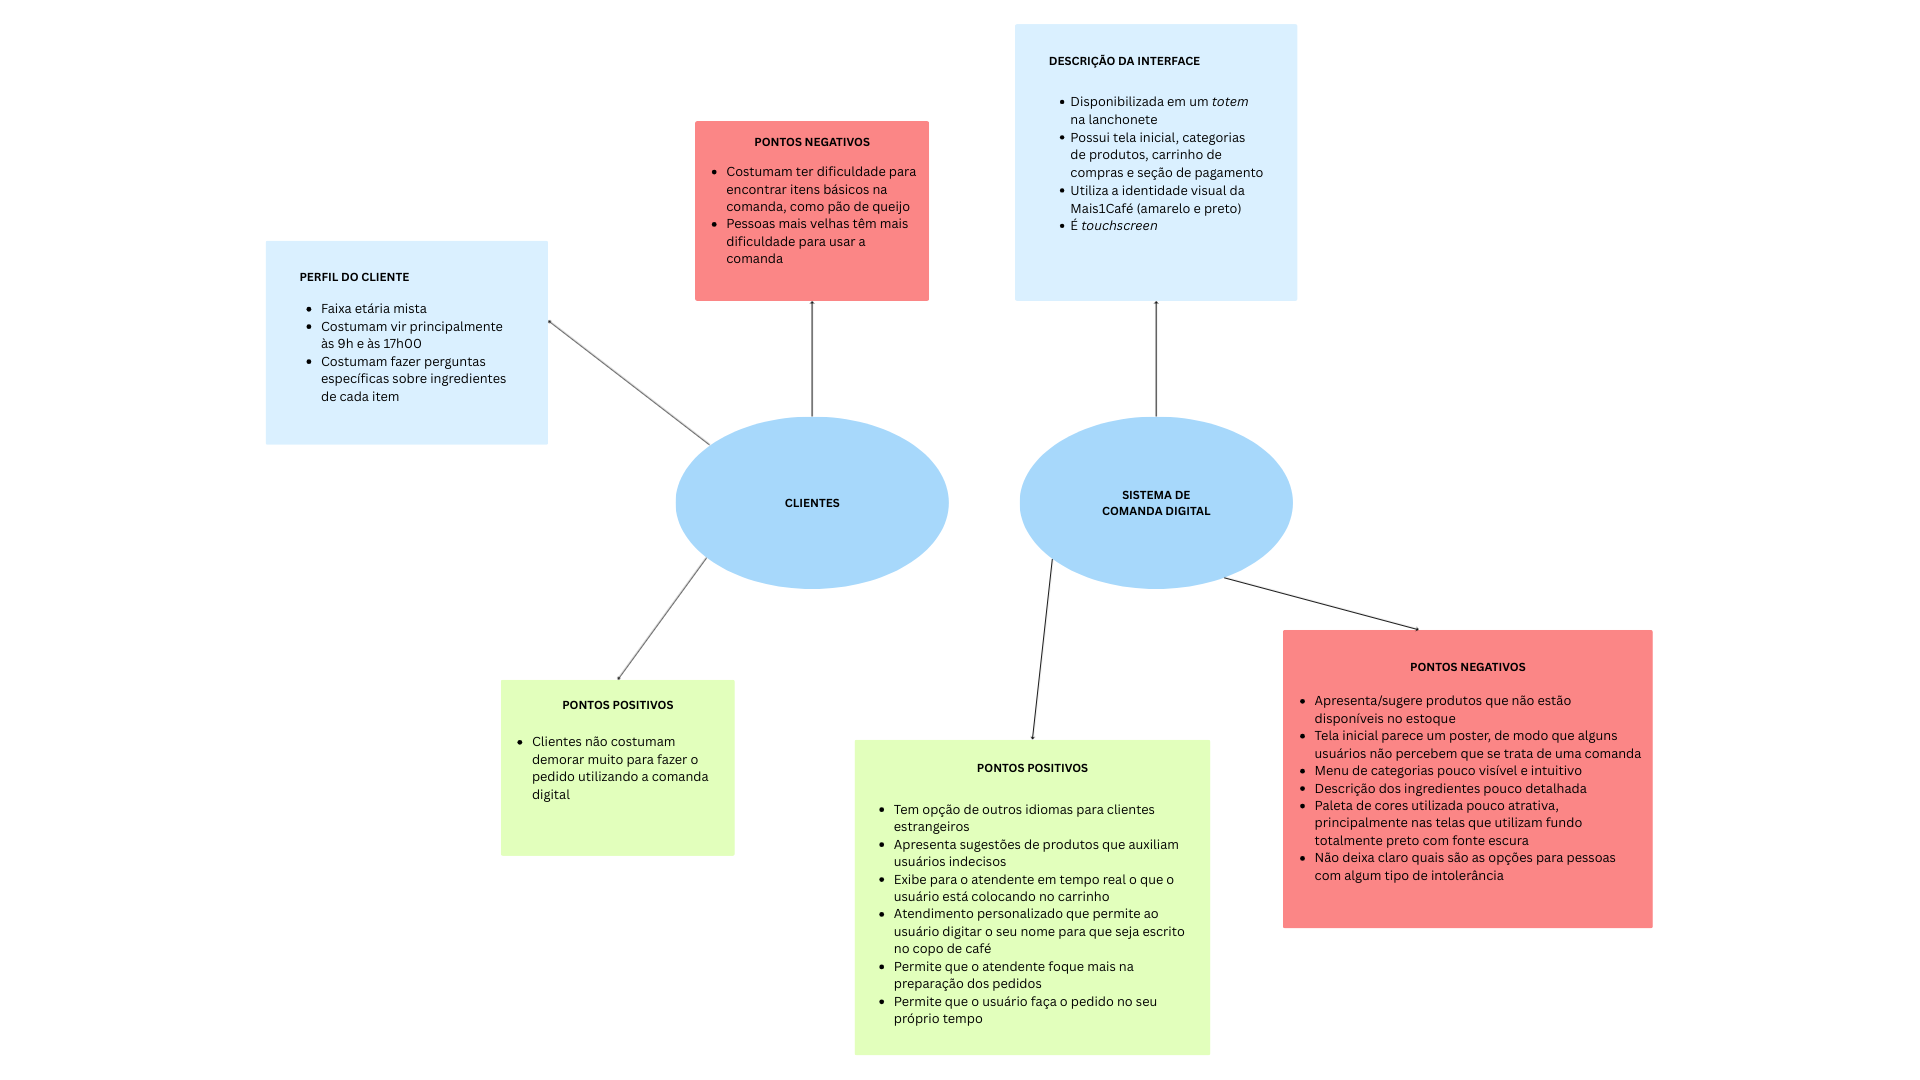 DESCRIÇÃO DA INTERFACE
• Disponibilizada em um totem
na lanchonete
• Possui tela inicial, categorias
de produtos, carrinho de
compras e seção de pagamento
• Utiliza a identidade visual da
Mais1Café (amarelo e preto)
• É touchscreen
PONTOS NEGATIVOS
• Costumam ter dificuldade para
encontrar itens básicos na
comanda, como pão de queijo
• Pessoas mais velhas têm mais
dificuldade para usar a
comanda
PERFIL DO CLIENTE
• Faixa etária mista
• Costumam vir principalmente
às 9h e às 17h00
• Costumam fazer perguntas
específicas sobre ingredientes
de cada item
CLIENTES
SISTEMA DE
COMANDA DIGITAL
PONTOS POSITIVOS
• Clientes não costumam
demorar muito para fazer o
pedido utilizando a comanda
digital
PONTOS POSITIVOS
• Tem opção de outros idiomas para clientes
estrangeiros
• Apresenta sugestões de produtos que auxiliam
usuários indecisos
• Exibe para o atendente em tempo real o que o
usuário está colocando no carrinho
• Atendimento personalizado que permite ao
usuário digitar o seu nome para que seja escrito
no copo de café
• Permite que o atendente foque mais na
preparação dos pedidos
• Permite que o usuário faça o pedido no seu
próprio tempo
PONTOS NEGATIVOS
• Apresenta/sugere produtos que não estão
disponíveis no estoque
• Tela inicial parece um poster, de modo que alguns
usuários não percebem que se trata de uma comanda
• Menu de categorias pouco visível e intuitivo
• Descrição dos ingredientes pouco detalhada
• Paleta de cores utilizada pouco atrativa,
principalmente nas telas que utilizam fundo
totalmente preto com fonte escura
• Não deixa claro quais são as opções para pessoas
com algum tipo de intolerância